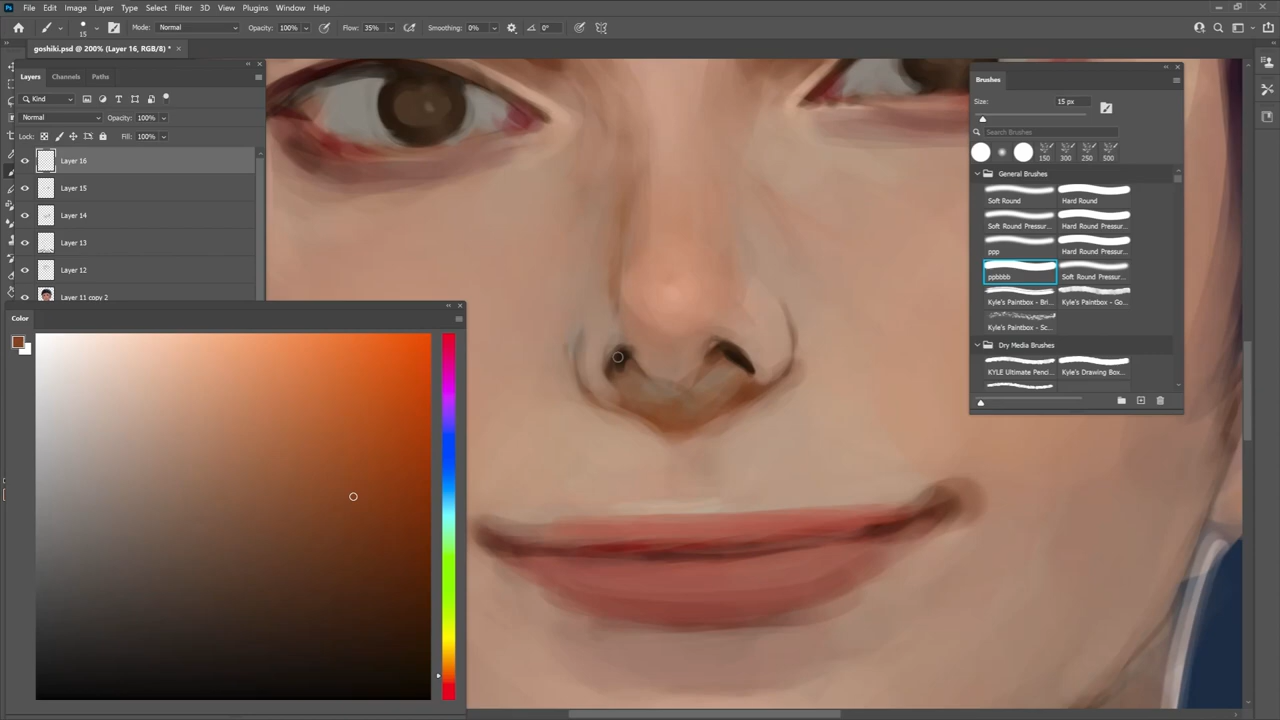 Ps File Edit Image Layer Type Select Filter 3D View Plugins Window Help
15 Mode: Normal Opacity: 100% Flow: 35% Smoothing: 0% 0°
goshiki.psd @ 200% (Layer 16, RGB/8) *
Layers Channels Paths
Kind
Normal Opacity: 100%
Lock: Fill: 100%
Layer 16
Layer 15
Layer 14
Layer 13
Layer 12
Layer 11 copy 2
Color
Brushes
Size: 15 px
Search Brushes
150 300 250 500
General Brushes
Soft Round Hard Round
Soft Round Pressur... Hard Round Pressur...
ppp Hard Round Pressur...
ppbbbb Soft Round Pressur...
Kyle's Paintbox - Bri... Kyle's Paintbox - Go...
Kyle's Paintbox - Sc...
Dry Media Brushes
KYLE Ultimate Penci... Kyle's Drawing Box...